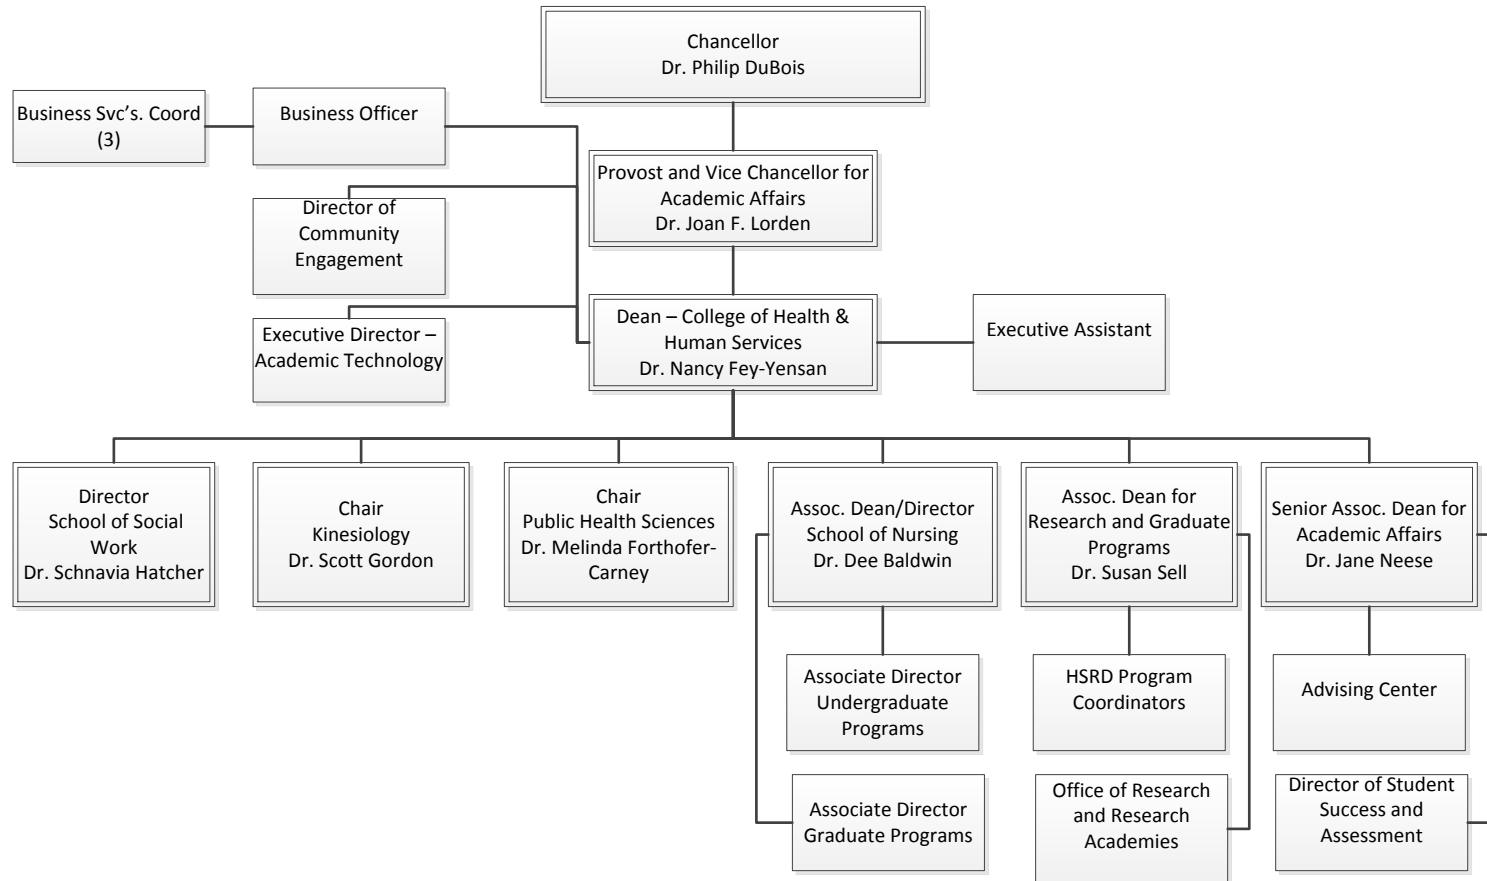 Chancellor
Dr. Philip DuBois
Business Svc’s. Coord
(3)
Business Officer
Provost and Vice Chancellor for
Academic Affairs
Dr. Joan F. Lorden
Director of
Community
Engagement
Executive Director –
Academic Technology
Dean – College of Health &
Human Services
Dr. Nancy Fey-Yensan
Executive Assistant
Director
School of Social
Work
Dr. Schnavia Hatcher
Chair
Kinesiology
Dr. Scott Gordon
Chair
Public Health Sciences
Dr. Melinda Forthofer-
Carney
Assoc. Dean/Director
School of Nursing
Dr. Dee Baldwin
Assoc. Dean for
Research and Graduate
Programs
Dr. Susan Sell
Senior Assoc. Dean for
Academic Affairs
Dr. Jane Neese
Associate Director
Undergraduate
Programs
HSRD Program
Coordinators
Advising Center
Associate Director
Graduate Programs
Office of Research
and Research
Academies
Director of Student
Success and
Assessment